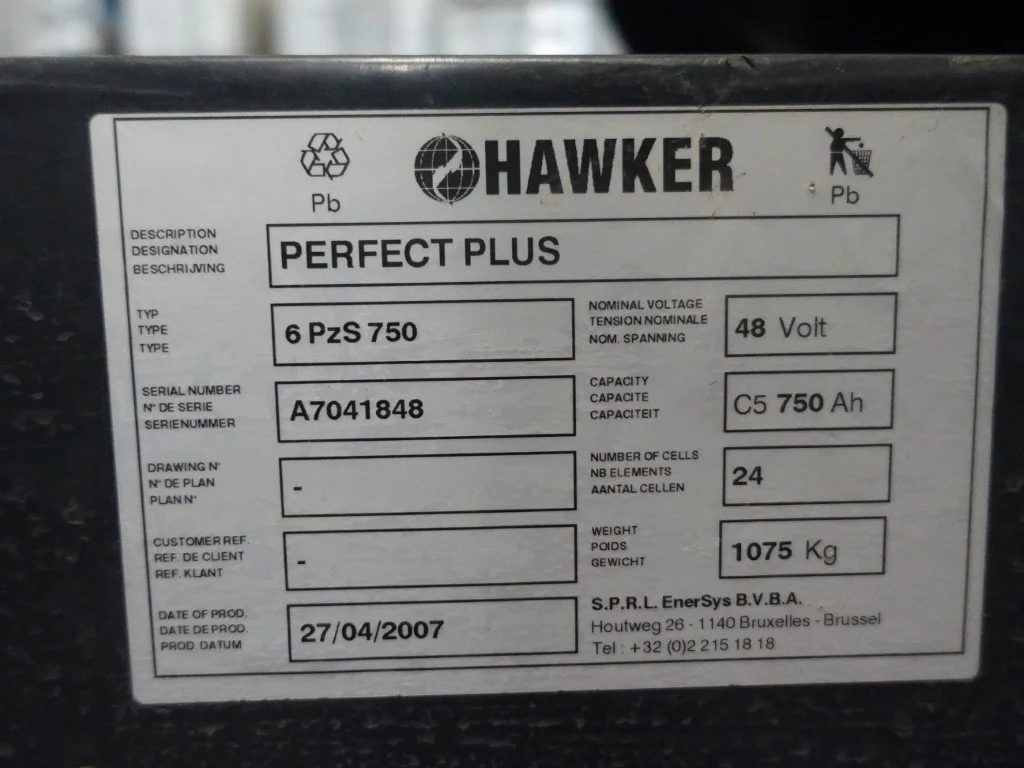 HAWKER
Pb
Pb
DESCRIPTION
DESIGNATION
BESCHRIJVING
PERFECT PLUS
TYP
TYPE
TYPE
6 PzS 750
NOMINAL VOLTAGE
TENSION NOMINALE
NOM. SPANNING
48 Volt
SERIAL NUMBER
N° DE SERIE
SERIENUMMER
A7041848
CAPACITY
CAPACITE
CAPACITEIT
C5 750 Ah
DRAWING N°
N° DE PLAN
PLAN N°
-
NUMBER OF CELLS
NB ELEMENTS
AANTAL CELLEN
24
CUSTOMER REF.
REF. DE CLIENT
REF. KLANT
-
WEIGHT
POIDS
GEWICHT
1075 Kg
DATE OF PROD.
DATE DE PROD.
PROD DATUM
27/04/2007
S.P.R.L. EnerSys B.V.B.A.
Houtweg 26 - 1140 Bruxelles - Brussel
Tel : +32 (0)2 215 18 18